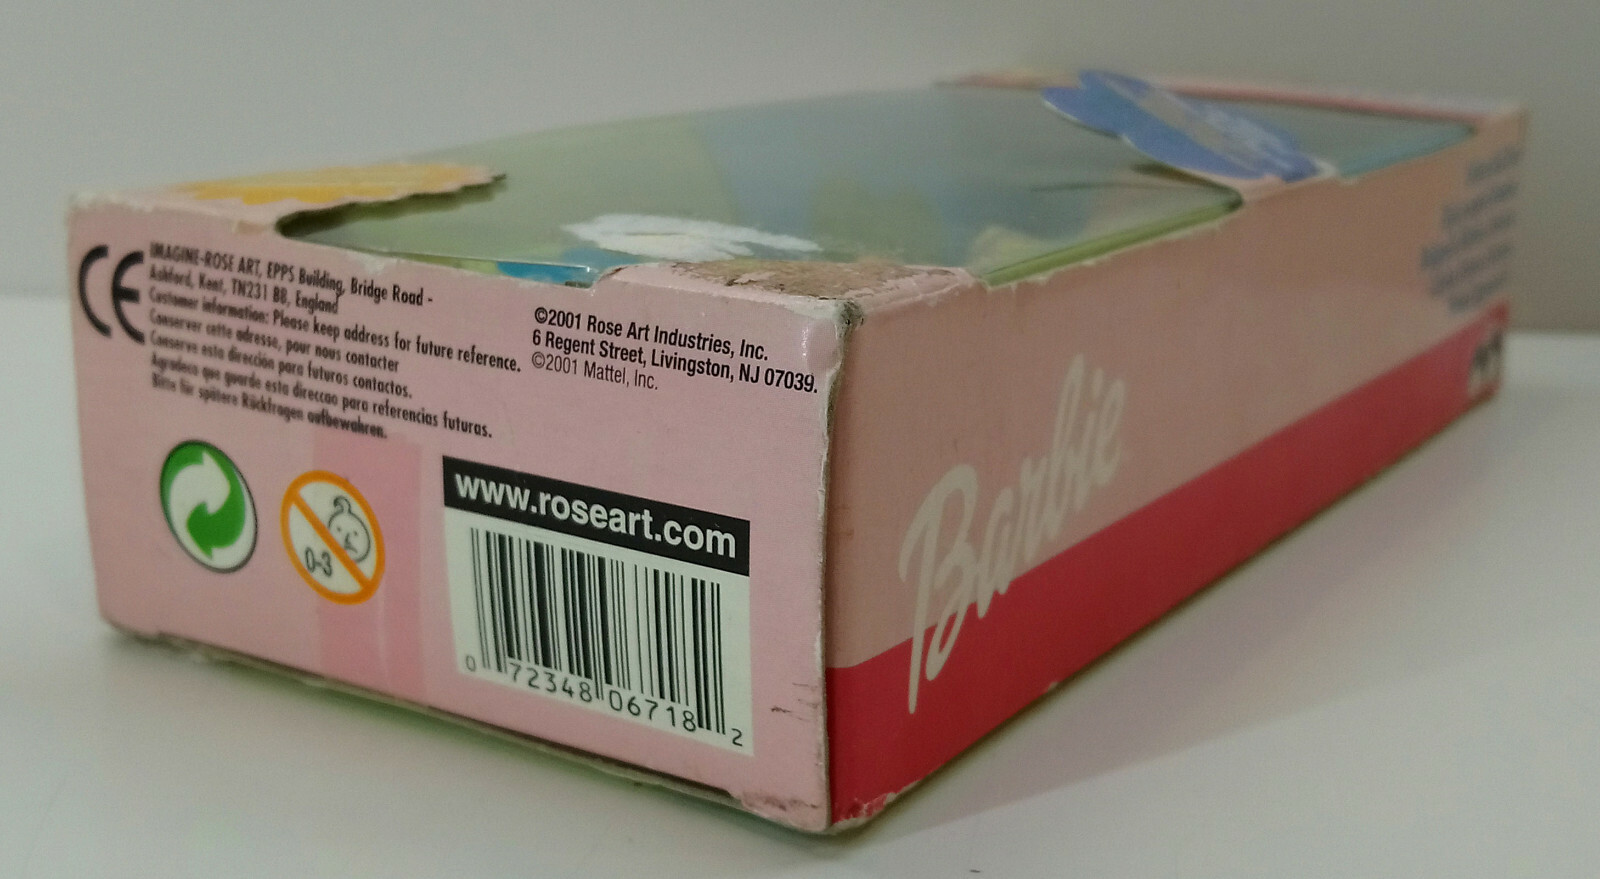 CE
IMAGINE-ROSE ART, EPPS Building, Bridge Road -
Ashford, Kent, TN231 BB, England
Customer information: Please keep address for future reference.
Conserver cette adresse, pour nous contacter
Conserve esta dirección para futuros contactos.
Agradeco que guarde esta direccao para referencias futuras.
Bitte für spätere Rückfragen aufbewahren.
©2001 Rose Art Industries, Inc.
6 Regent Street, Livingston, NJ 07039.
©2001 Mattel, Inc.
0-3
www.roseart.com
0 72348 06718 2
Barbie